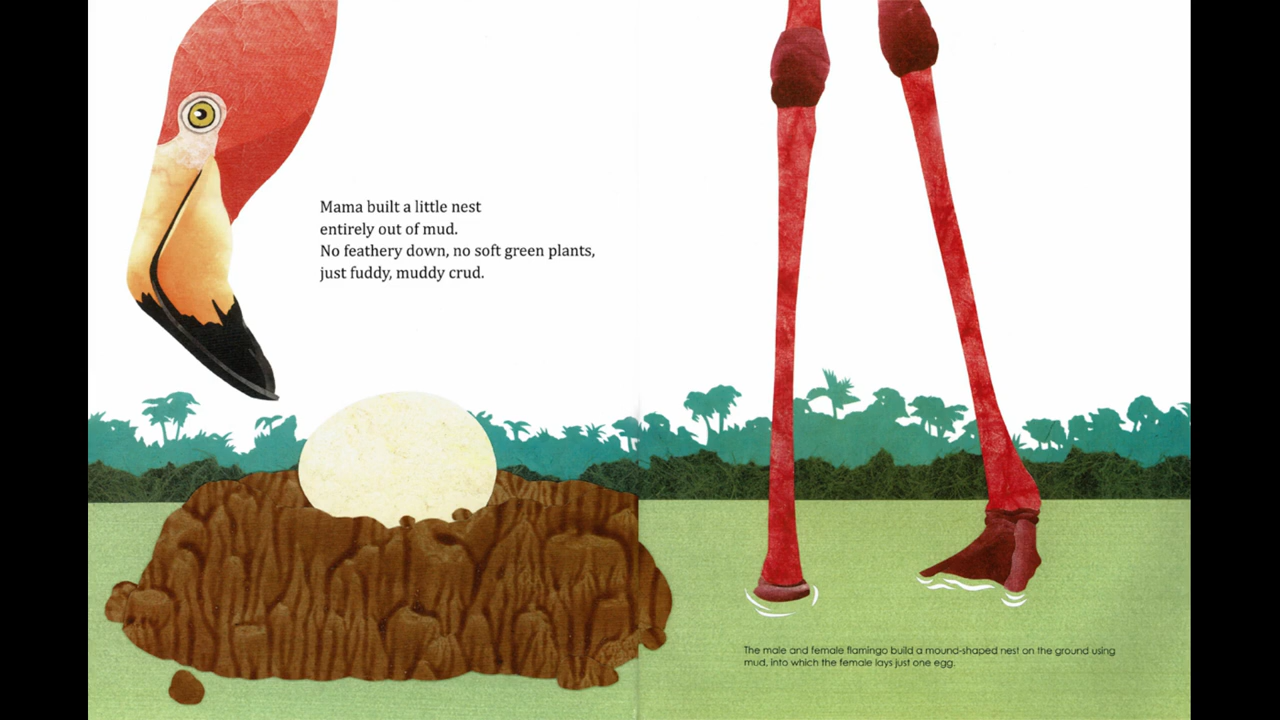 Mama built a little nest
entirely out of mud.
No feathery down, no soft green plants,
just fuddy, muddy crud.
The male and female flamingo build a mound-shaped nest on the ground using
mud, into which the female lays just one egg.